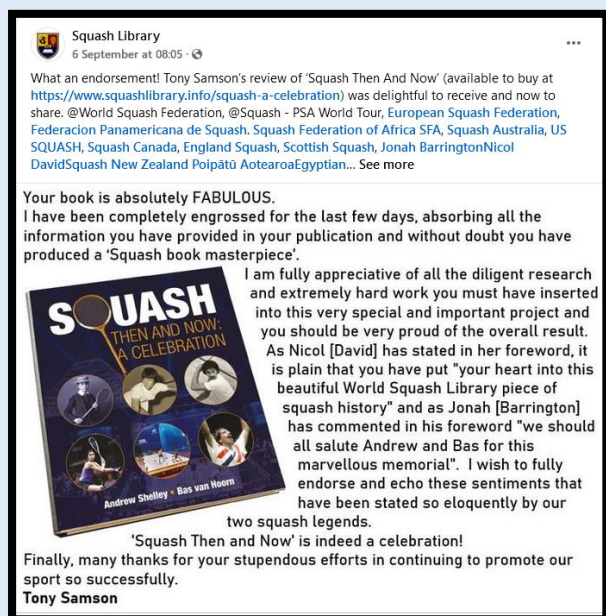 Squash Library
6 September at 08:05 ·
What an endorsement! Tony Samson's review of 'Squash Then And Now' (available to buy at
https://www.squashlibrary.info/squash-a-celebration) was delightful to receive and now to
share. @World Squash Federation, @Squash - PSA World Tour, European Squash Federation,
Federacion Panamericana de Squash. Squash Federation of Africa SFA, Squash Australia, US
SQUASH, Squash Canada, England Squash, Scottish Squash, Jonah BarringtonNicol
DavidSquash New Zealand Poipātū AotearoaEgyptian... See more
Your book is absolutely FABULOUS.
I have been completely engrossed for the last few days, absorbing all the
information you have provided in your publication and without doubt you have
produced a 'Squash book masterpiece'.
I am fully appreciative of all the diligent research
and extremely hard work you must have inserted
into this very special and important project and
you should be very proud of the overall result.
As Nicol [David] has stated in her foreword, it
is plain that you have put "your heart into this
beautiful World Squash Library piece of
squash history" and as Jonah [Barrington]
has commented in his foreword "we should
all salute Andrew and Bas for this
marvellous memorial". I wish to fully
endorse and echo these sentiments that
have been stated so eloquently by our
two squash legends.
'Squash Then and Now' is indeed a celebration!
Finally, many thanks for your stupendous efforts in continuing to promote our
sport so successfully.
Tony Samson
SQUASH
THEN AND NOW:
A CELEBRATION
Andrew Shelley • Bas van Hoorn